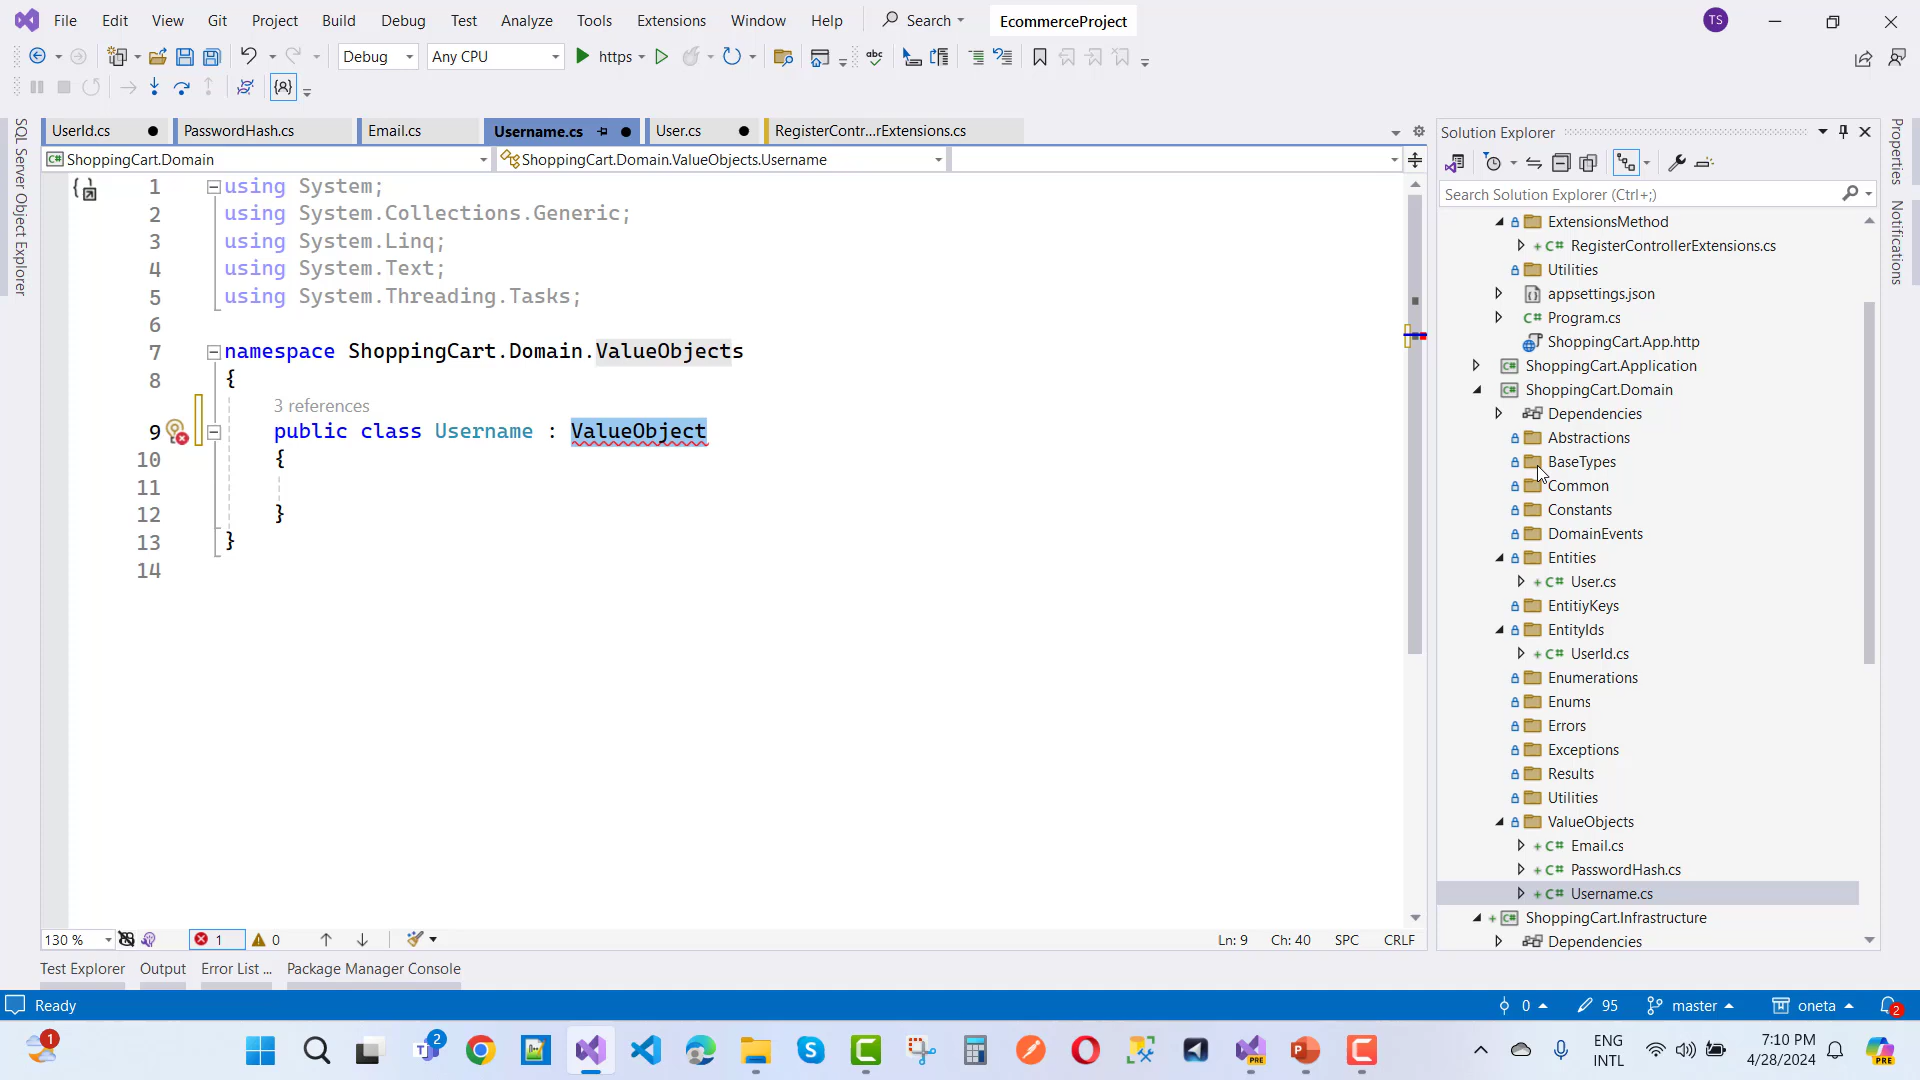 File Edit View Git Project Build Debug Test Analyze Tools Extensions Window Help Search EcommerceProject TS
Debug Any CPU https
UserId.cs PasswordHash.cs Email.cs Username.cs User.cs RegisterContr...rExtensions.cs
ShoppingCart.Domain ShoppingCart.Domain.ValueObjects.Username
SQL Server Object Explorer
1 using System;
2 using System.Collections.Generic;
3 using System.Linq;
4 using System.Text;
5 using System.Threading.Tasks;
6
7 namespace ShoppingCart.Domain.ValueObjects
8 {
3 references
9 public class Username : ValueObject
10 {
11
12 }
13 }
14
130 % 1 0 Ln: 9 Ch: 40 SPC CRLF
Solution Explorer
Search Solution Explorer (Ctrl+;)
ExtensionsMethod
C# RegisterControllerExtensions.cs
Utilities
appsettings.json
C# Program.cs
ShoppingCart.App.http
C# ShoppingCart.Application
C# ShoppingCart.Domain
Dependencies
Abstractions
BaseTypes
Common
Constants
DomainEvents
Entities
C# User.cs
EntitiyKeys
EntityIds
C# UserId.cs
Enumerations
Enums
Errors
Exceptions
Results
Utilities
ValueObjects
C# Email.cs
C# PasswordHash.cs
C# Username.cs
C# ShoppingCart.Infrastructure
Dependencies
Properties
Notifications
Test Explorer Output Error List ... Package Manager Console
Ready 0 95 master oneta 2
1 2 PRE ENG 7:10 PM
INTL 4/28/2024 PRE